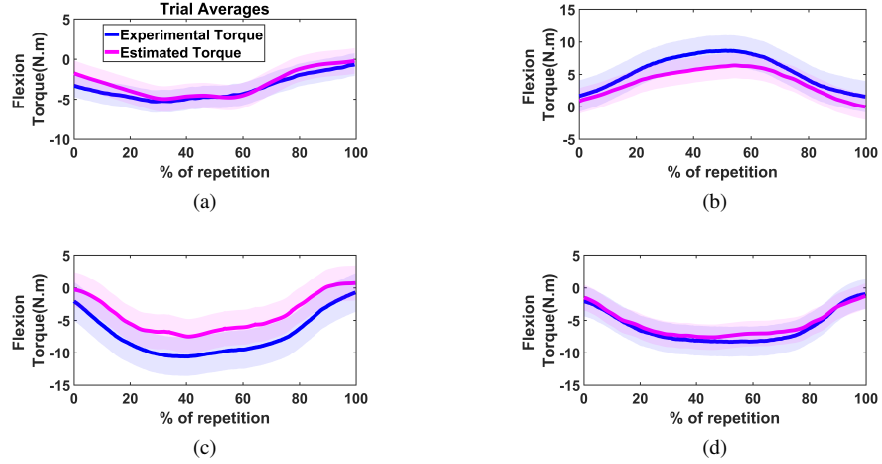 Trial Averages
Experimental Torque
Estimated Torque
Flexion
Torque(N.m)
5
0
-5
-10
0 20 40 60 80 100
% of repetition
(a)
Flexion
Torque(N.m)
15
10
5
0
-5
0 20 40 60 80 100
% of repetition
(b)
Flexion
Torque(N.m)
5
0
-5
-10
-15
0 20 40 60 80 100
% of repetition
(c)
Flexion
Torque(N.m)
5
0
-5
-10
-15
0 20 40 60 80 100
% of repetition
(d)